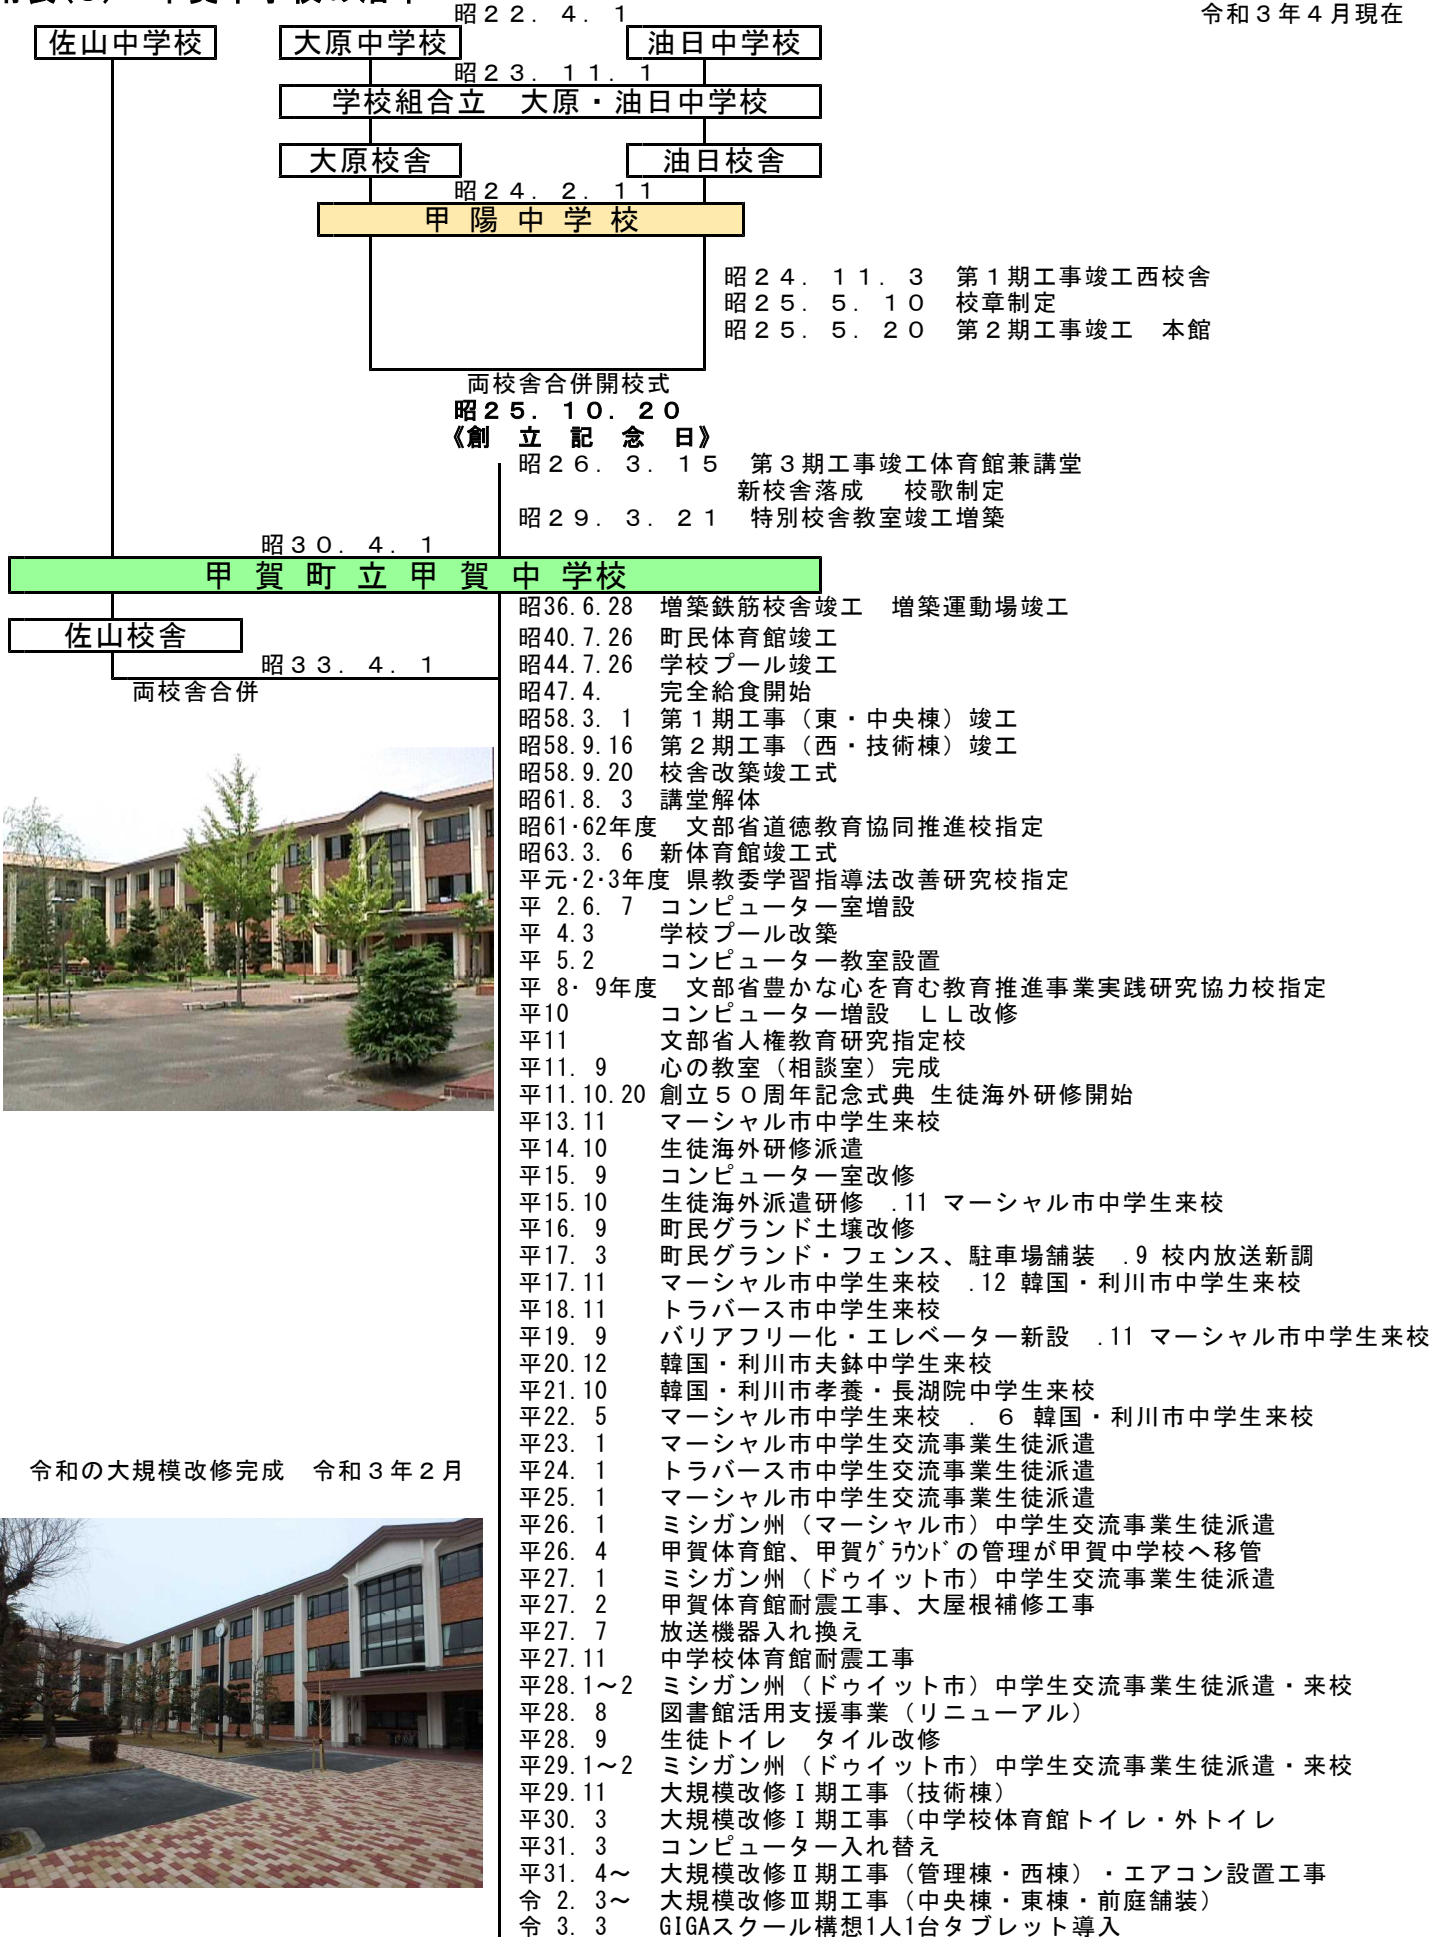 昭２２．４．１
令和３年４月現在
佐山中学校
大原中学校
油日中学校
昭２３．１１．１
学校組合立　大原・油日中学校
大原校舎
油日校舎
昭２４．２．１１
甲陽中学校
昭２４．１１．３　第１期工事竣工西校舎
昭２５．５．１０　校章制定
昭２５．５．２０　第２期工事竣工　本館
両校舎合併開校式
昭２５．１０．２０
《創　立　記　念　日》
昭２６．３．１５　第３期工事竣工体育館兼講堂
新校舎落成　校歌制定
昭２９．３．２１　特別校舎教室竣工増築
昭３０．４．１
甲賀町立甲賀中学校
昭36.6.28　増築鉄筋校舎竣工　増築運動場竣工
佐山校舎
昭40.7.26　町民体育館竣工
昭３３．４．１
昭44.7.26　学校プール竣工
両校舎合併
昭47.4.　完全給食開始
昭58.3. 1　第１期工事（東・中央棟）竣工
昭58.9.16　第２期工事（西・技術棟）竣工
昭58.9.20　校舎改築竣工式
昭61.8. 3　講堂解体
昭61･62年度　文部省道徳教育協同推進校指定
昭63.3. 6　新体育館竣工式
平元･2･3年度 県教委学習指導法改善研究校指定
平 2.6. 7　コンピューター室増設
平 4.3　学校プール改築
平 5.2　コンピューター教室設置
平 8･ 9年度　文部省豊かな心を育む教育推進事業実践研究協力校指定
平10　コンピューター増設　ＬＬ改修
平11　文部省人権教育研究指定校
平11. 9　心の教室（相談室）完成
平11.10.20 創立５０周年記念式典 生徒海外研修開始
平13.11　マーシャル市中学生来校
平14.10　生徒海外研修派遣
平15. 9　コンピューター室改修
平15.10　生徒海外派遣研修　.11 マーシャル市中学生来校
平16. 9　町民グランド土壌改修
平17. 3　町民グランド・フェンス、駐車場舗装　.9 校内放送新調
平17.11　マーシャル市中学生来校　.12 韓国・利川市中学生来校
平18.11　トラバース市中学生来校
平19. 9　バリアフリー化・エレベーター新設　.11 マーシャル市中学生来校
平20.12　韓国・利川市夫鉢中学生来校
平21.10　韓国・利川市孝養・長湖院中学生来校
平22. 5　マーシャル市中学生来校　．６ 韓国・利川市中学生来校
平23. 1　マーシャル市中学生交流事業生徒派遣
令和の大規模改修完成　令和３年２月
平24. 1　トラバース市中学生交流事業生徒派遣
平25. 1　マーシャル市中学生交流事業生徒派遣
平26. 1　ミシガン州（マーシャル市）中学生交流事業生徒派遣
平26. 4　甲賀体育館、甲賀ｸﾞﾗｳﾝﾄﾞの管理が甲賀中学校へ移管
平27. 1　ミシガン州（ドゥイット市）中学生交流事業生徒派遣
平27. 2　甲賀体育館耐震工事、大屋根補修工事
平27. 7　放送機器入れ換え
平27.11　中学校体育館耐震工事
平28.1～2　ミシガン州（ドゥイット市）中学生交流事業生徒派遣・来校
平28. 8　図書館活用支援事業（リニューアル）
平28. 9　生徒トイレ　タイル改修
平29.1～2　ミシガン州（ドゥイット市）中学生交流事業生徒派遣・来校
平29.11　大規模改修Ⅰ期工事（技術棟）
平30. 3　大規模改修Ⅰ期工事（中学校体育館トイレ・外トイレ
平31. 3　コンピューター入れ替え
平31. 4～　大規模改修Ⅱ期工事（管理棟・西棟）・エアコン設置工事
令 2. 3～　大規模改修Ⅲ期工事（中央棟・東棟・前庭舗装）
令 3. 3　GIGAスクール構想1人1台タブレット導入